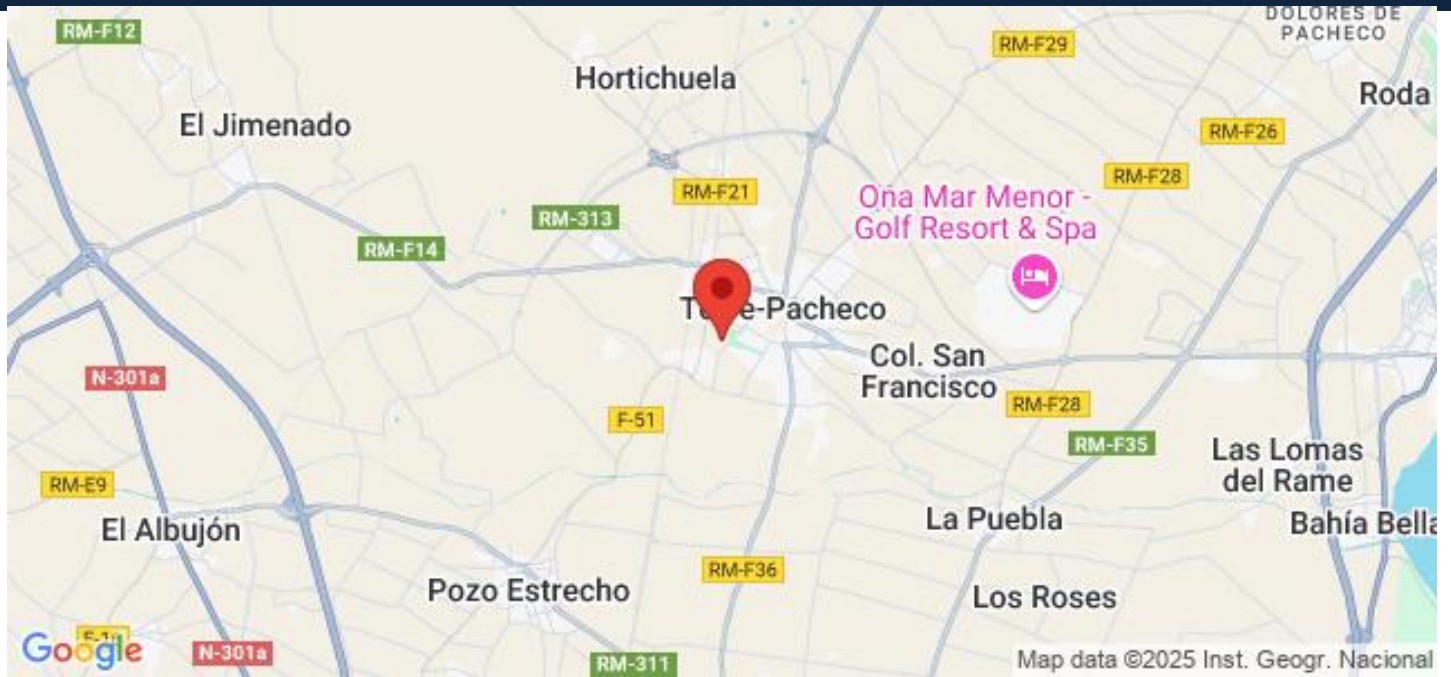 DOLORES DE
PACHECO
RM-F12
RM-F29
Hortichuela
Roda
El Jimenado
RM-F26
RM-F28
RM-F21
Ona Mar Menor -
Golf Resort & Spa
RM-313
RM-F14
Pacheco
Col. San
Francisco
N-301a
RM-F28
F-51
RM-F35
Las Lomas
del Rame
RM-E9
El Albujón
La Puebla
Bahía Bella
RM-F36
Pozo Estrecho
Los Roses
Google
N-301a
RM-311
Map data ©2025 Inst. Geogr. Nacional